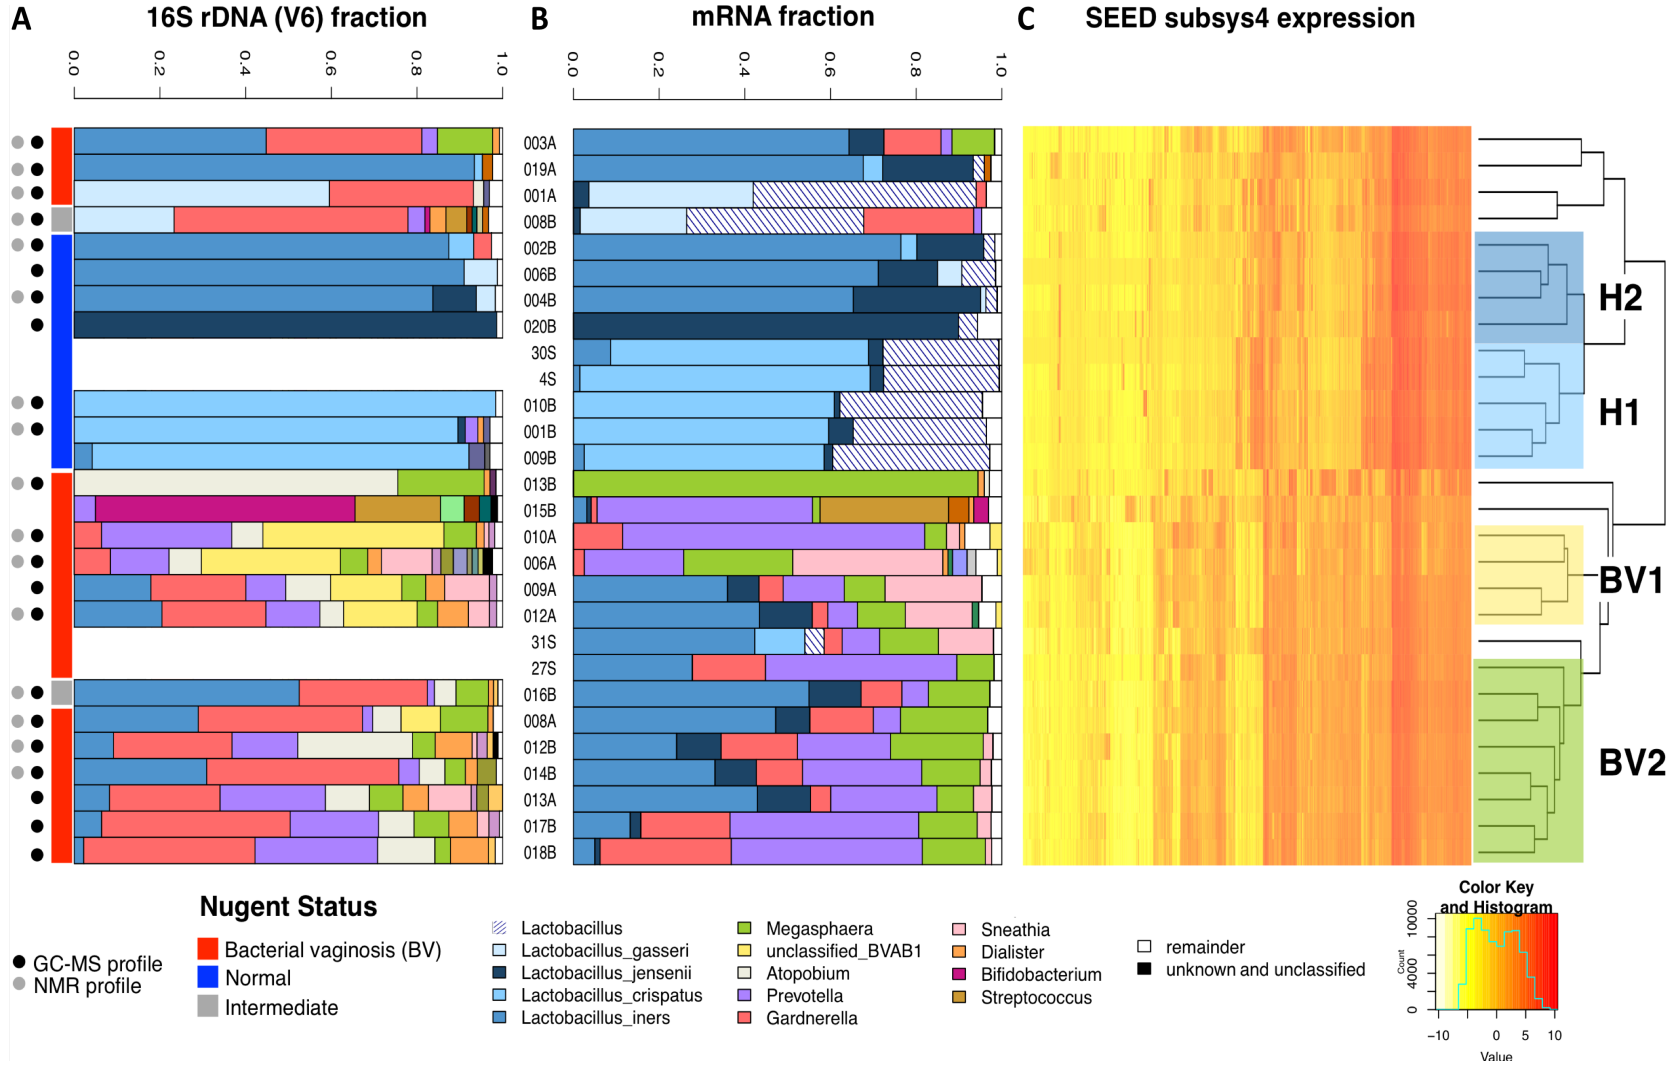 A 16S rDNA (V6) fraction
B mRNA fraction
C SEED subsys4 expression
0.0 0.2 0.4 0.6 0.8 1.0
0.0 0.2 0.4 0.6 0.8 1.0
003A
019A
001A
008B
002B
006B
004B
020B
30S
4S
010B
001B
009B
013B
015B
010A
006A
009A
012A
31S
27S
016B
008A
012B
014B
013A
017B
018B
H2
H1
BV1
BV2
GC-MS profile
NMR profile
Nugent Status
Bacterial vaginosis (BV)
Normal
Intermediate
Lactobacillus
Lactobacillus_gasseri
Lactobacillus_jensenii
Lactobacillus_crispatus
Lactobacillus_iners
Megasphaera
unclassified_BVAB1
Atopobium
Prevotella
Gardnerella
Sneathia
Dialister
Bifidobacterium
Streptococcus
remainder
unknown and unclassified
Color Key
and Histogram
Count
0 4000 10000
−10 0 5 10
Value